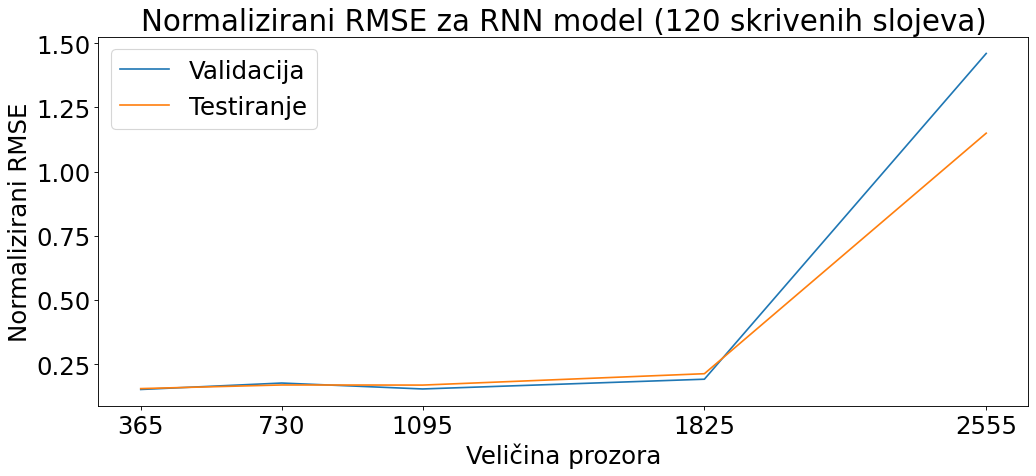 Normalizirani RMSE za RNN model (120 skrivenih slojeva)
Validacija
Testiranje
Normalizirani RMSE
1.50
1.25
1.00
0.75
0.50
0.25
365 730 1095 1825 2555
Veličina prozora